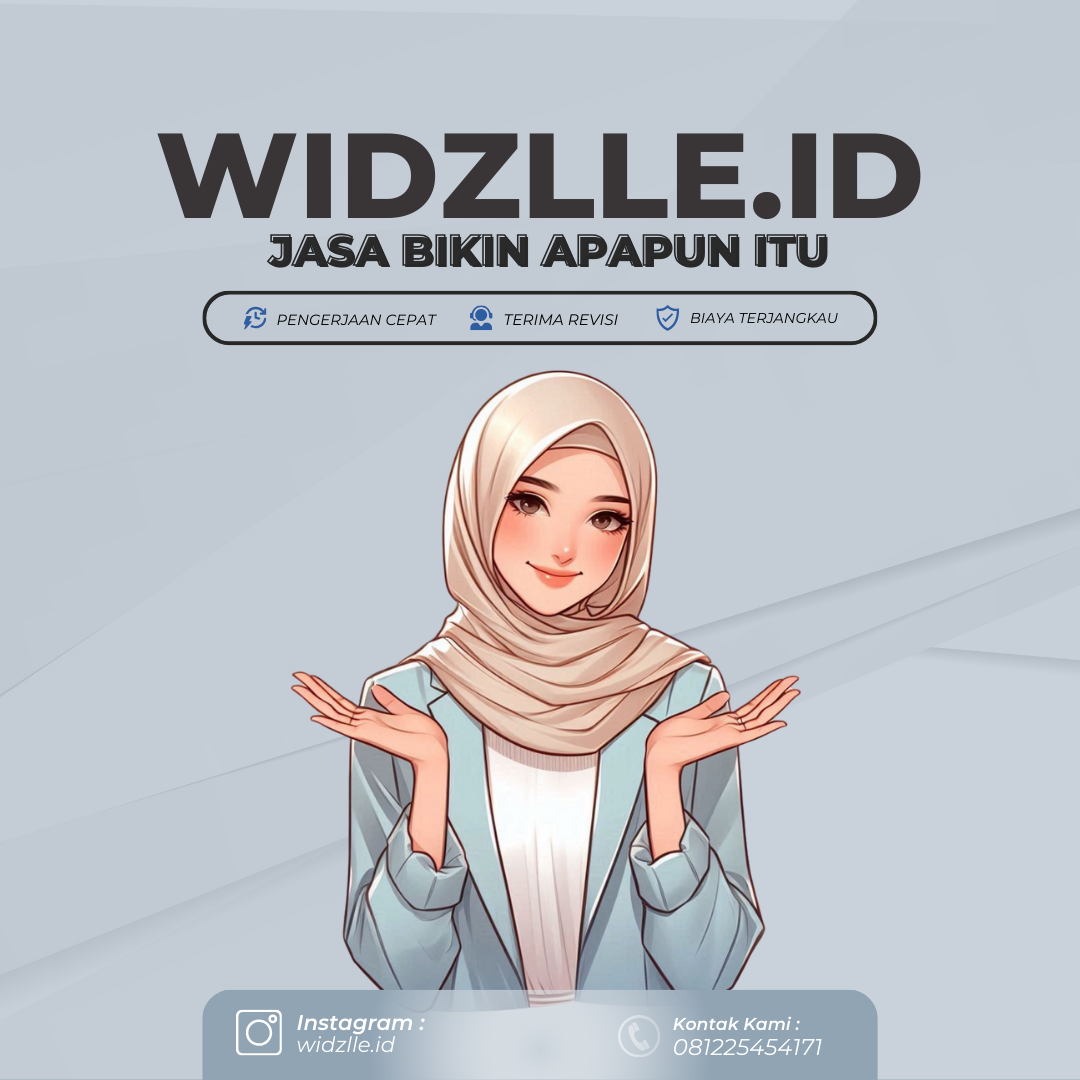 WIDZLLE.ID
JASA BIKIN APAPUN ITU
PENGERJAAN CEPAT TERIMA REVISI BIAYA TERJANGKAU
Instagram :
widzlle.id
Kontak Kami :
081225454171